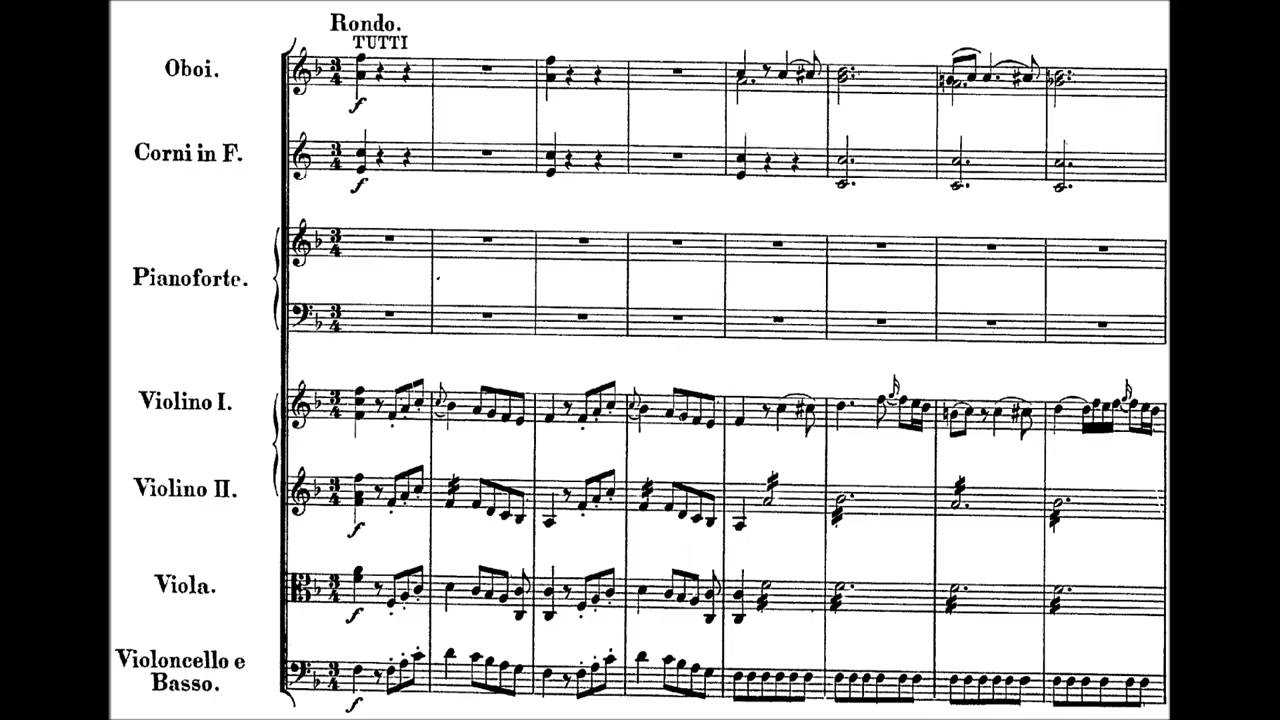 Rondo.
TUTTI
Oboi.
f
Corni in F.
f
Pianoforte.
Violino I.
Violino II.
f
Viola.
f
Violoncello e
Basso.
f